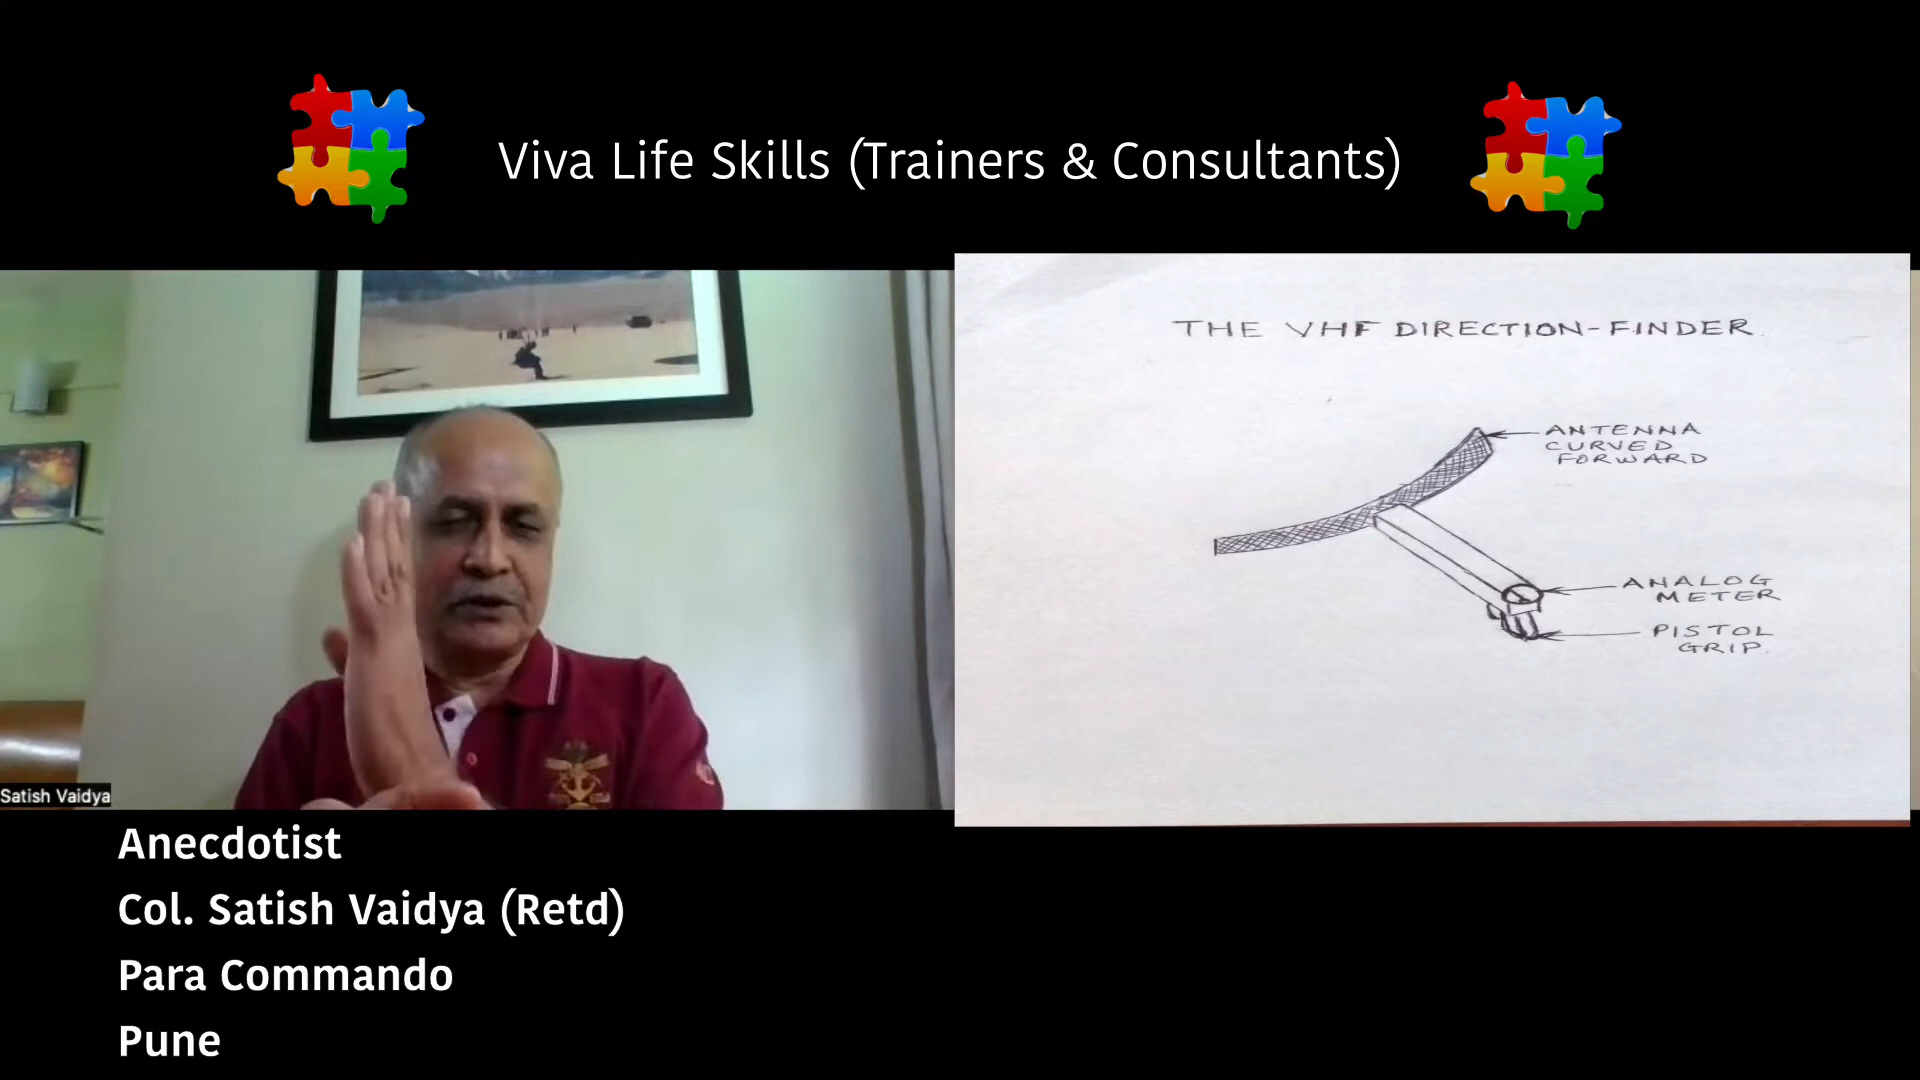 Viva Life Skills (Trainers & Consultants)
THE VHF DIRECTION-FINDER.
ANTENNA
CURVED
FORWARD
ANALOG
METER
PISTOL
GRIP.
Satish Vaidya
Anecdotist
Col. Satish Vaidya (Retd)
Para Commando
Pune